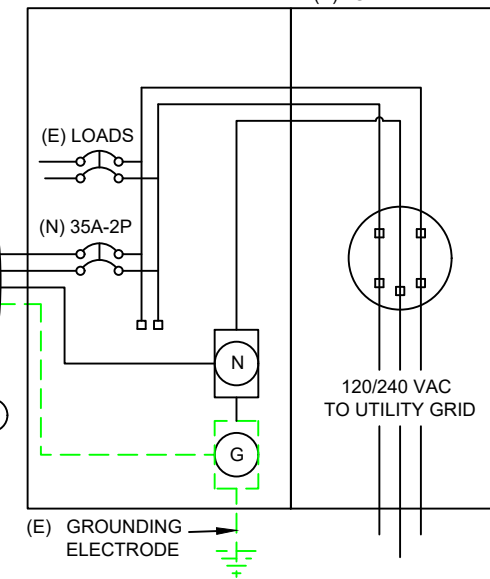 (E) LOADS
(N) 35A-2P
N
120/240 VAC
TO UTILITY GRID
G
(E) GROUNDING
ELECTRODE